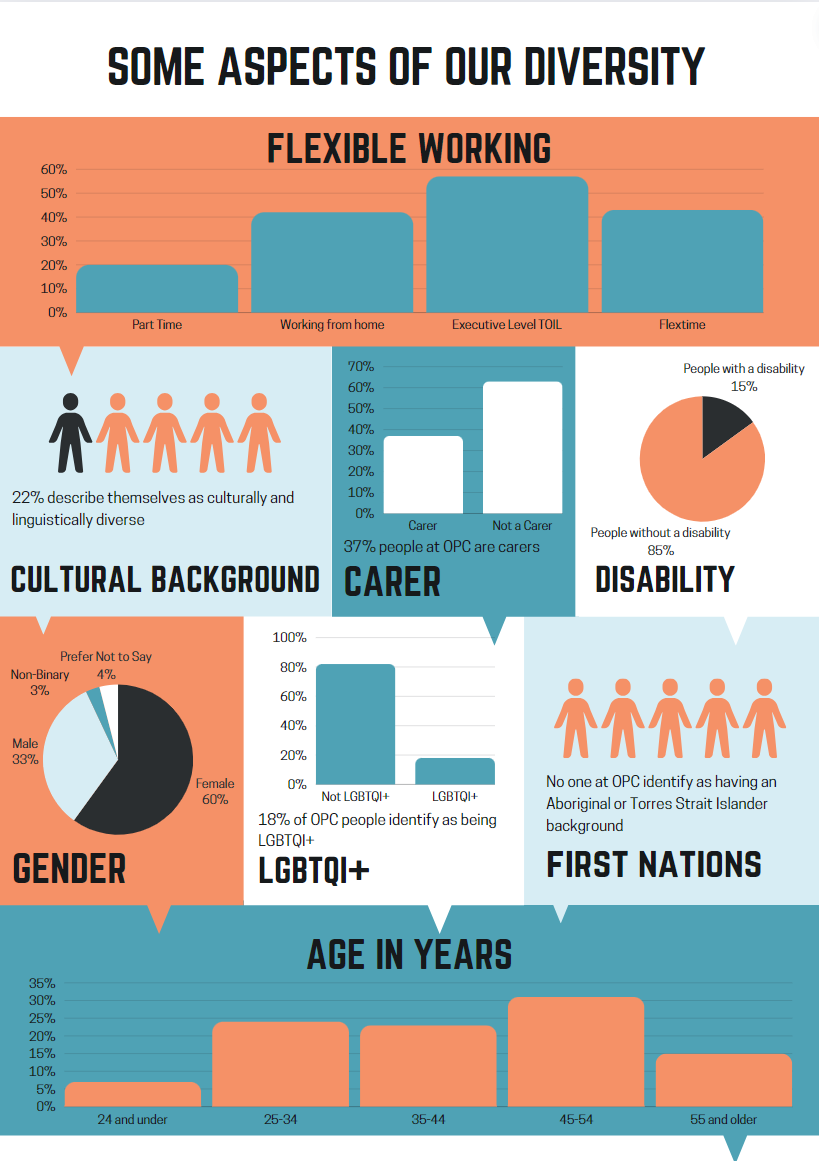 SOME ASPECTS OF OUR DIVERSITY
FLEXIBLE WORKING
60%
50%
40%
30%
20%
10%
0%
Part Time
Working from home
Executive Level TOIL
Flextime
22% describe themselves as culturally and
linguistically diverse
CULTURAL BACKGROUND
70%
60%
50%
40%
30%
20%
10%
0%
Carer
Not a Carer
37% people at OPC are carers
CARER
People with a disability
15%
People without a disability
85%
DISABILITY
Prefer Not to Say
4%
Non-Binary
3%
Male
33%
Female
60%
GENDER
100%
80%
60%
40%
20%
0%
Not LGBTQI+
LGBTQI+
18% of OPC people identify as being
LGBTQI+
LGBTQI+
No one at OPC identify as having an
Aboriginal or Torres Strait Islander
background
FIRST NATIONS
AGE IN YEARS
35%
30%
25%
20%
15%
10%
5%
0%
24 and under
25-34
35-44
45-54
55 and older